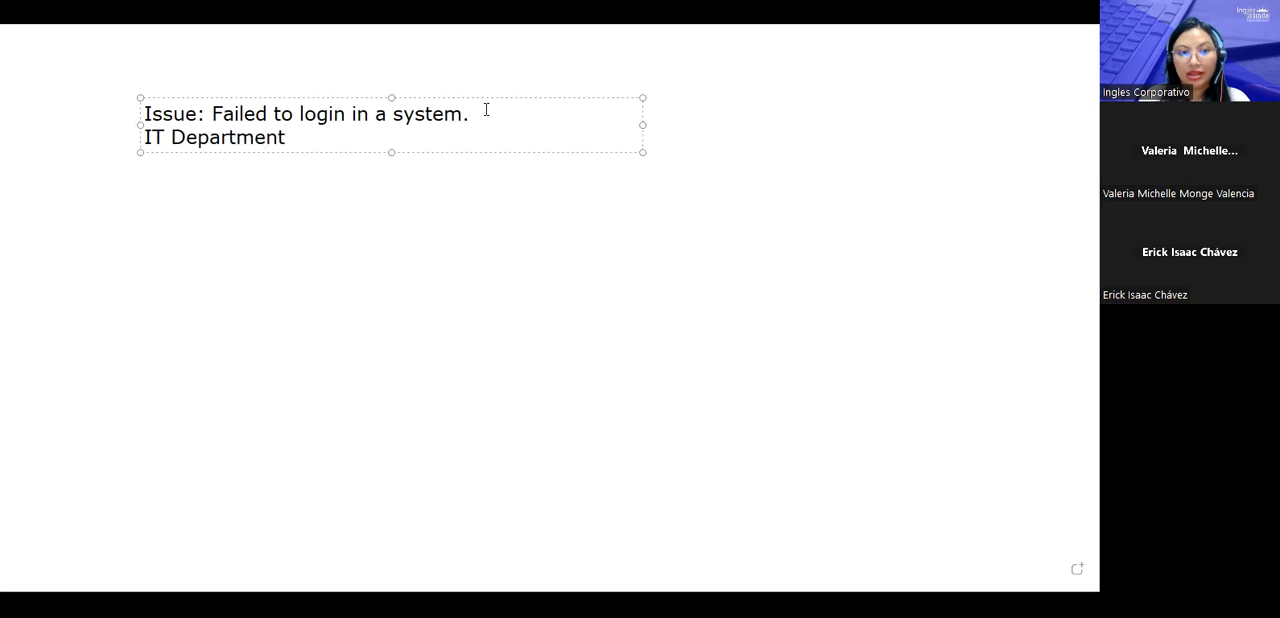 Issue: Failed to login in a system.
IT Department
Ingles Corporativo
Valeria Michelle...
Valeria Michelle Monge Valencia
Erick Isaac Chávez
Erick Isaac Chávez